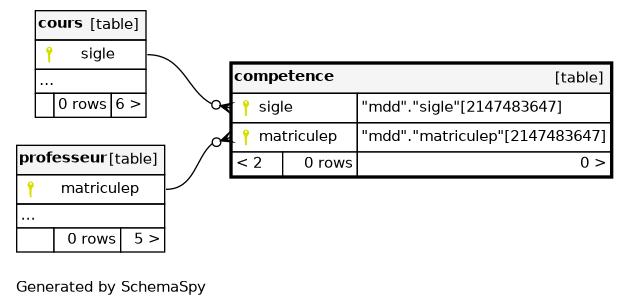 cours [table]
sigle
...
0 rows 6 >
professeur [table]
matriculep
...
0 rows 5 >
competence [table]
sigle "mdd"."sigle"[2147483647]
matriculep "mdd"."matriculep"[2147483647]
< 2 0 rows 0 >
Generated by SchemaSpy